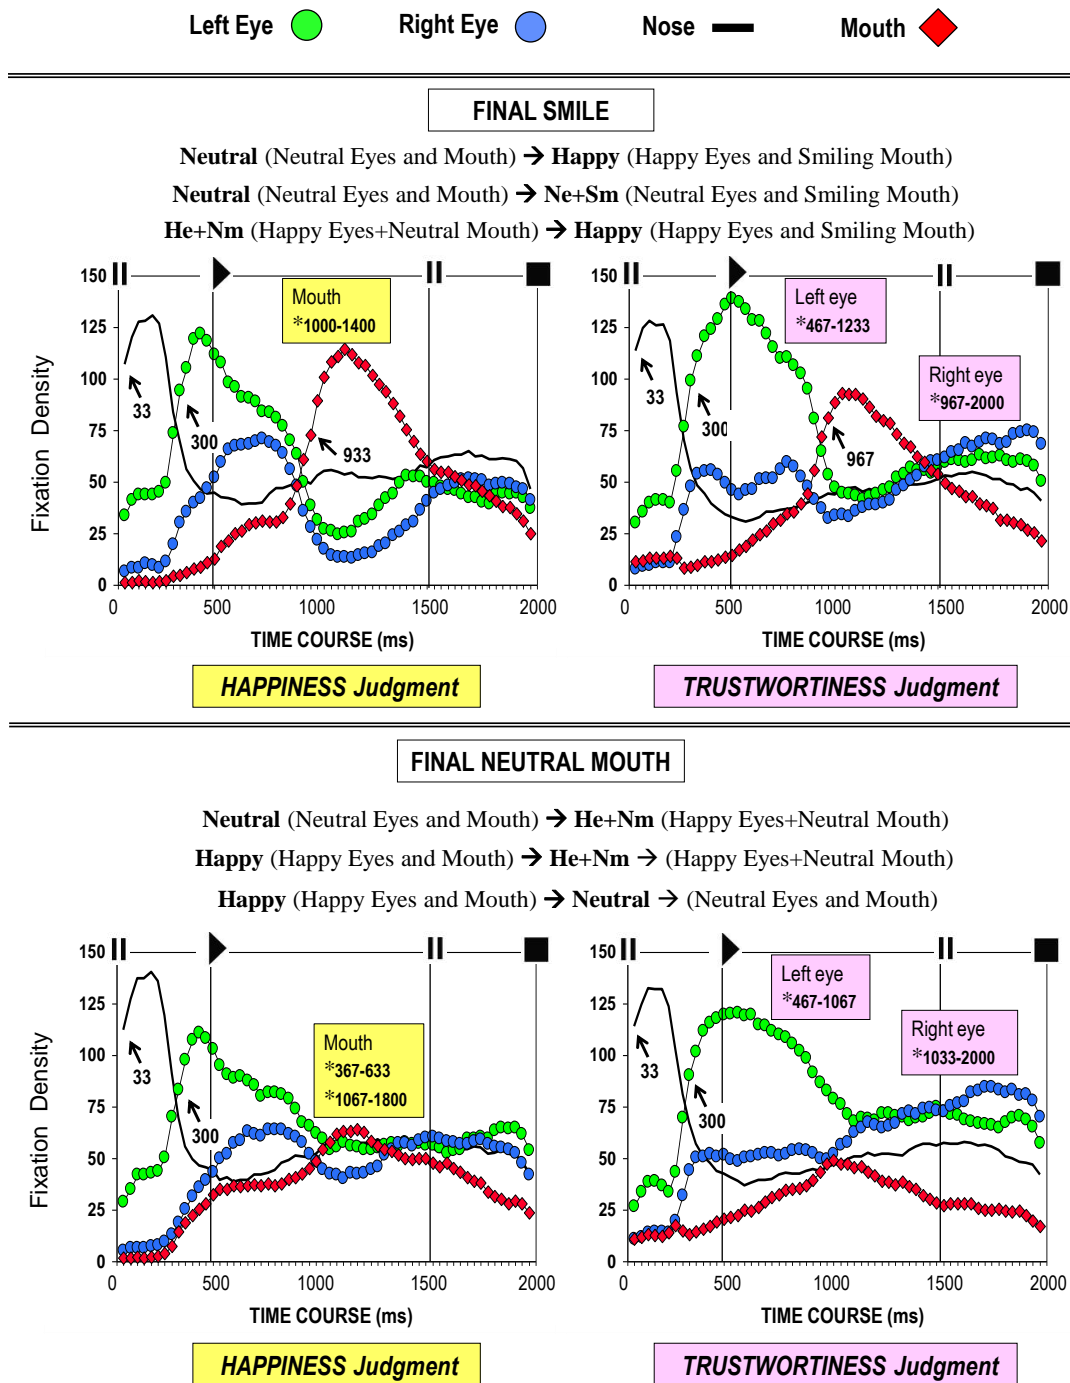 Left Eye Right Eye Nose Mouth
FINAL SMILE
Neutral (Neutral Eyes and Mouth) → Happy (Happy Eyes and Smiling Mouth)
Neutral (Neutral Eyes and Mouth) → Ne+Sm (Neutral Eyes and Smiling Mouth)
He+Nm (Happy Eyes+Neutral Mouth) → Happy (Happy Eyes and Smiling Mouth)
Fixation Density
150
125
100
75
50
25
0
Mouth
*1000-1400
33
300
933
0 500 1000 1500 2000
TIME COURSE (ms)
HAPPINESS Judgment
150
125
100
75
50
25
0
Left eye
*467-1233
Right eye
*967-2000
33
300
967
0 500 1000 1500 2000
TIME COURSE (ms)
TRUSTWORTINESS Judgment
FINAL NEUTRAL MOUTH
Neutral (Neutral Eyes and Mouth) → He+Nm (Happy Eyes+Neutral Mouth)
Happy (Happy Eyes and Mouth) → He+Nm → (Happy Eyes+Neutral Mouth)
Happy (Happy Eyes and Mouth) → Neutral → (Neutral Eyes and Mouth)
Fixation Density
150
125
100
75
50
25
0
Mouth
*367-633
*1067-1800
33
300
0 500 1000 1500 2000
TIME COURSE (ms)
HAPPINESS Judgment
150
125
100
75
50
25
0
Left eye
*467-1067
Right eye
*1033-2000
33
300
0 500 1000 1500 2000
TIME COURSE (ms)
TRUSTWORTINESS Judgment